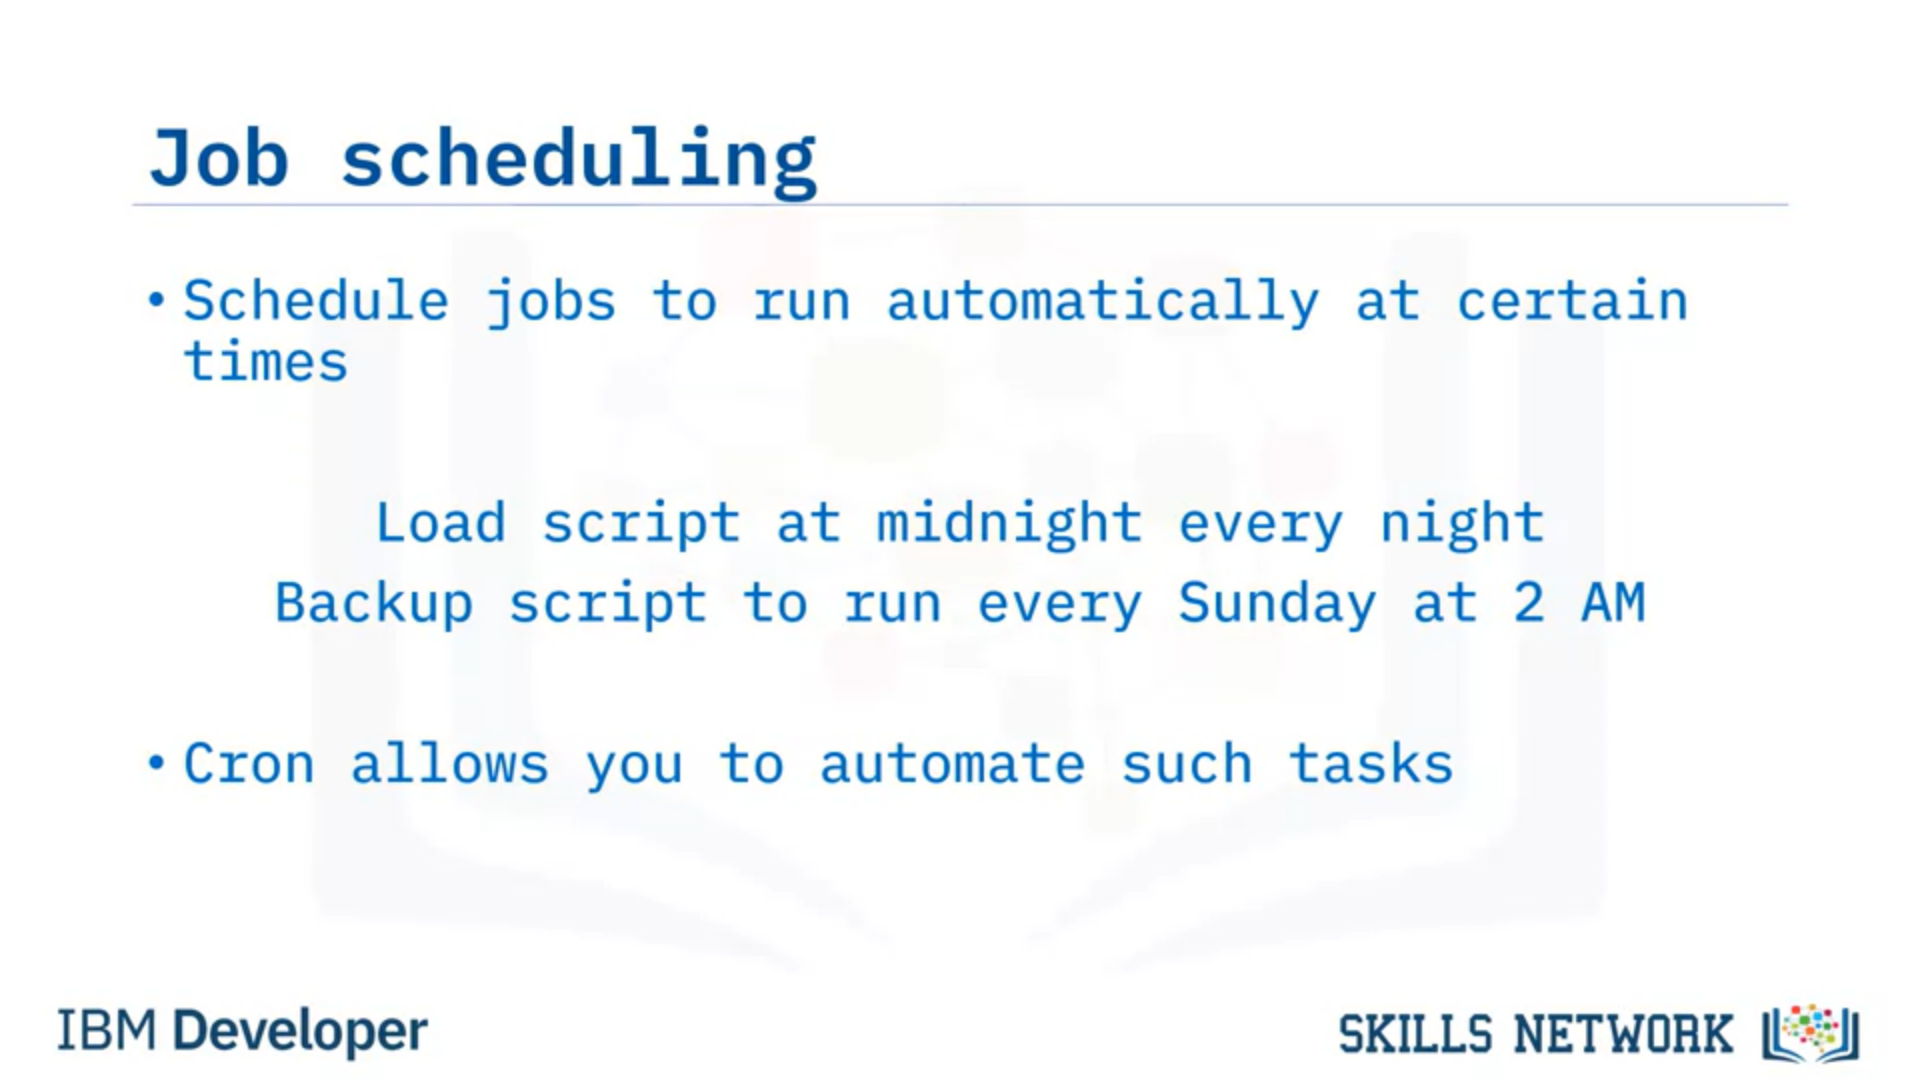 Job scheduling
• Schedule jobs to run automatically at certain
times
Load script at midnight every night
Backup script to run every Sunday at 2 AM
• Cron allows you to automate such tasks
IBM Developer
SKILLS NETWORK